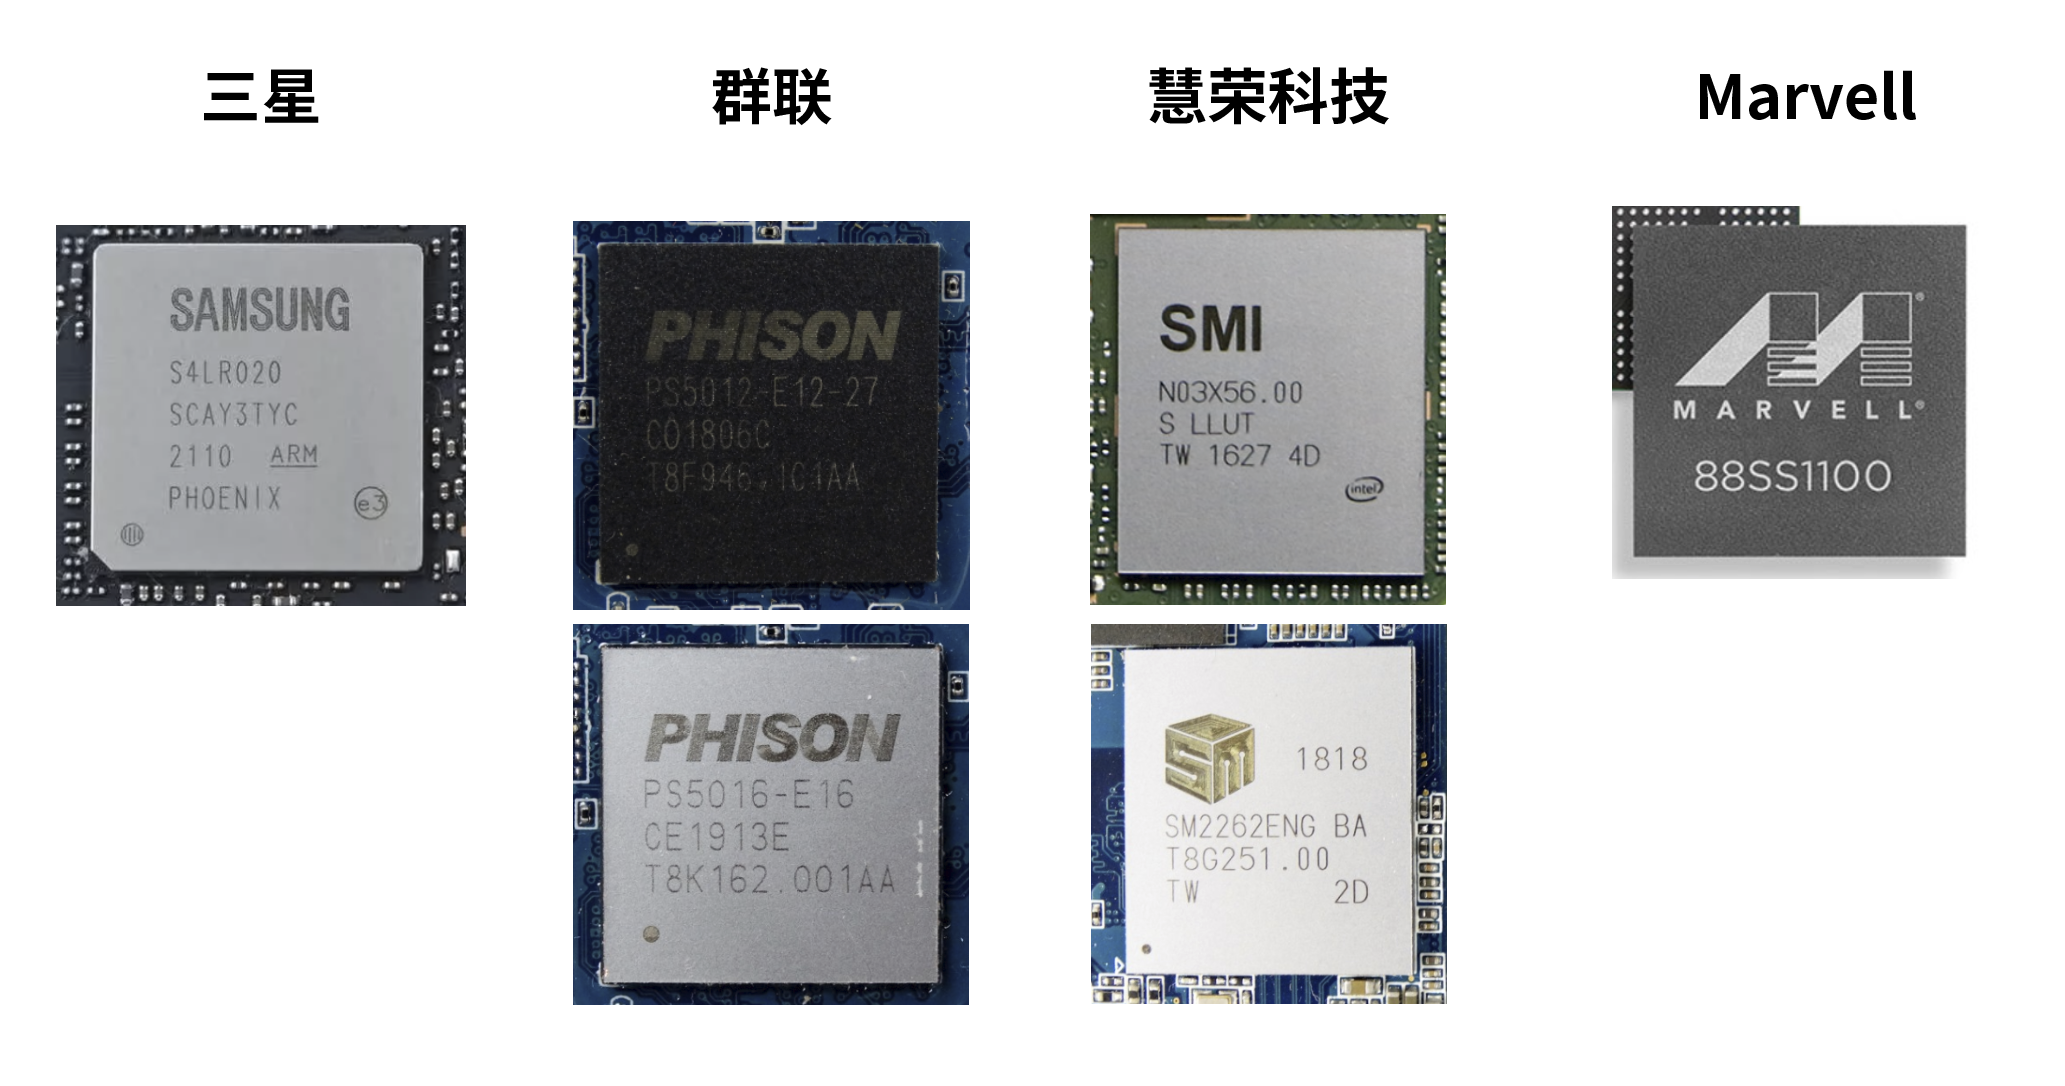 三星
群联
慧荣科技
Marvell
SAMSUNG
S4LR020
SCAY3TYC
2110 ARM
PHOENIX
e3
PHISON
PS5012-E12-27
CO1806C
T8F946.1C1AA
SMI
N03X56.00
S LLUT
TW 1627 4D
intel
MARVELL
88SS1100
PHISON
PS5016-E16
CE1913E
T8K162.001AA
SM
1818
SM2262ENG BA
T8G251.00
TW 2D